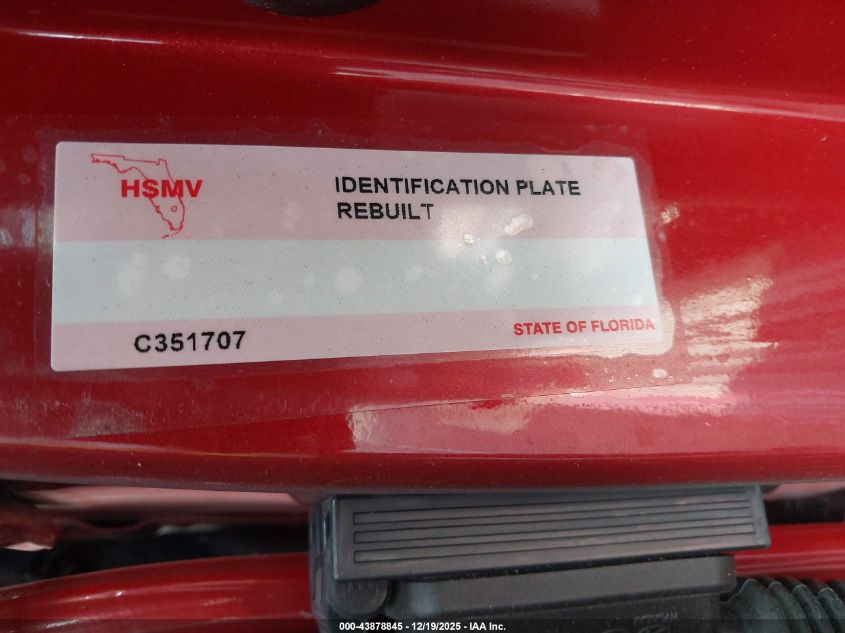 HSMV
IDENTIFICATION PLATE
REBUILT
C351707
STATE OF FLORIDA
000-43878845 - 12/19/2025 - IAA Inc.